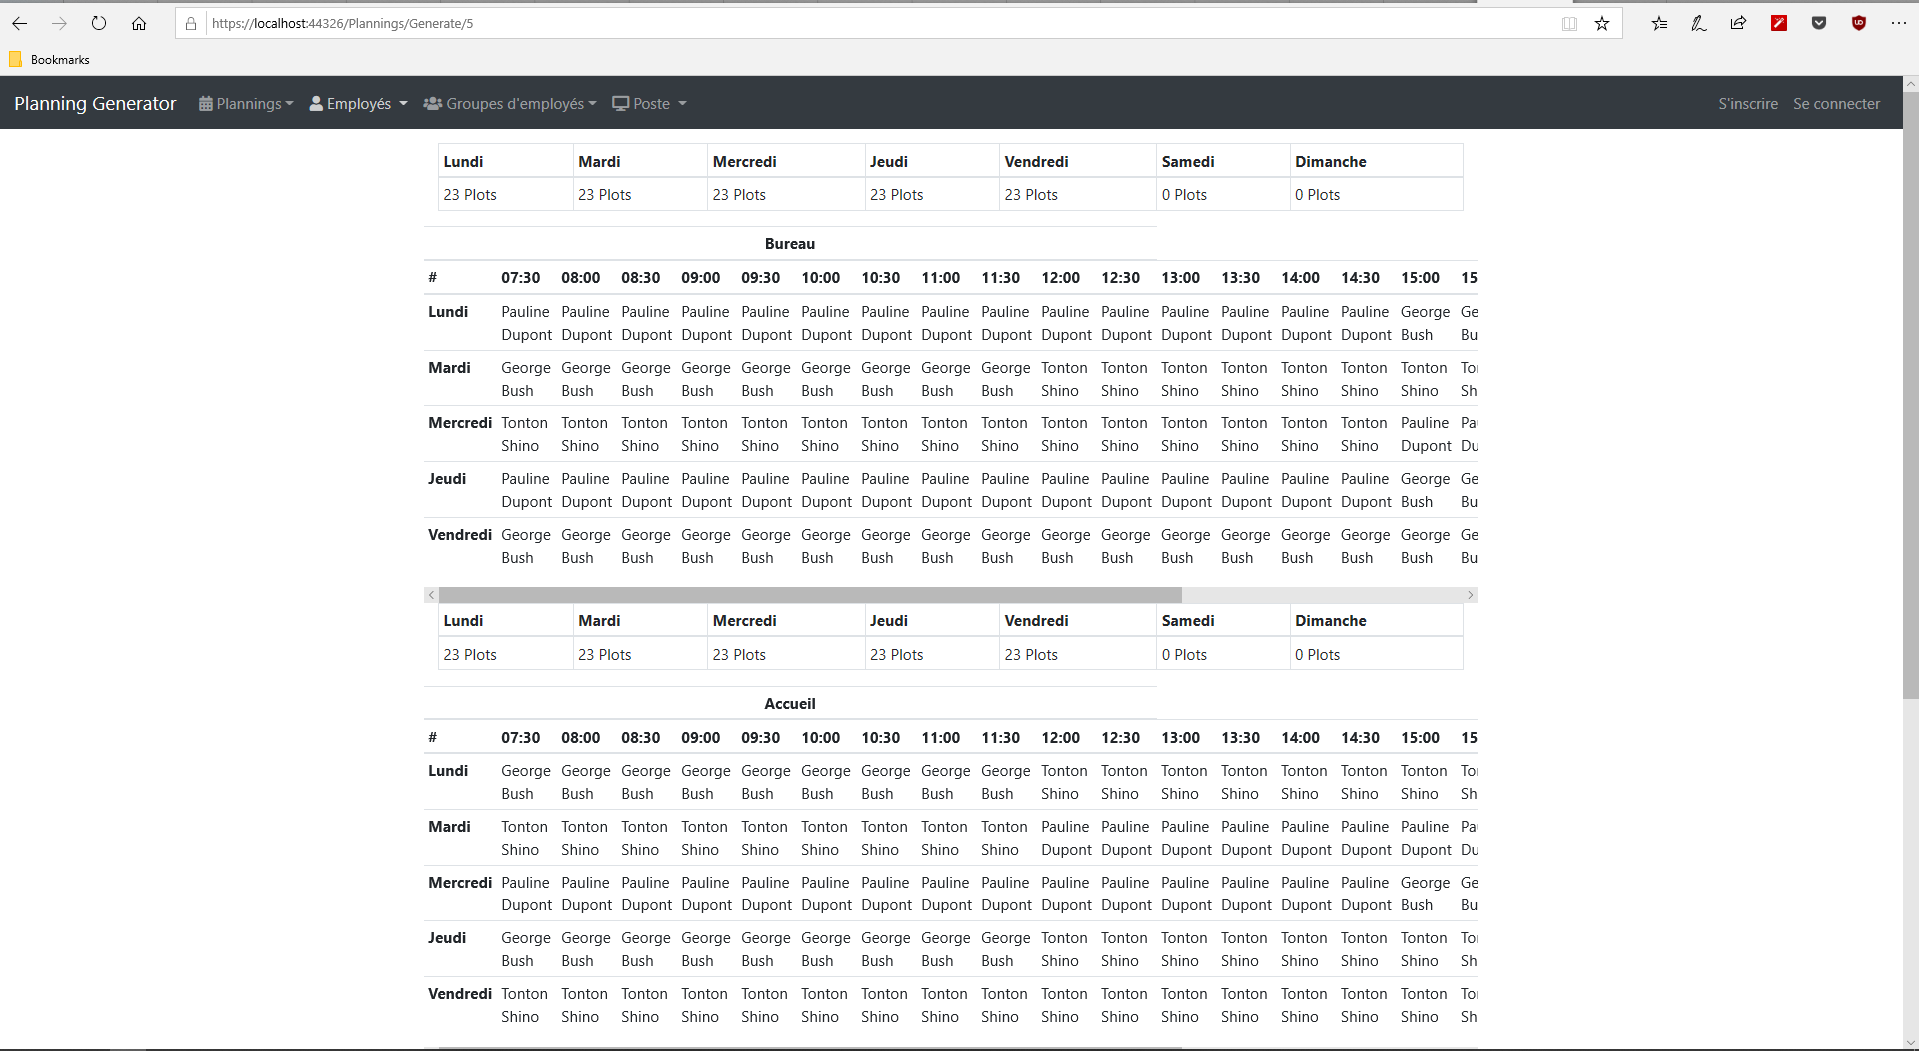 https://localhost:44326/Plannings/Generate/5
Bookmarks
Planning Generator Plannings Employés Groupes d'employés Poste S'inscrire Se connecter
Lundi Mardi Mercredi Jeudi Vendredi Samedi Dimanche
23 Plots 23 Plots 23 Plots 23 Plots 23 Plots 0 Plots 0 Plots
Bureau
# 07:30 08:00 08:30 09:00 09:30 10:00 10:30 11:00 11:30 12:00 12:30 13:00 13:30 14:00 14:30 15:00 15
Lundi Pauline Pauline Pauline Pauline Pauline Pauline Pauline Pauline Pauline Pauline Pauline Pauline Pauline Pauline Pauline George Ge
Dupont Dupont Dupont Dupont Dupont Dupont Dupont Dupont Dupont Dupont Dupont Dupont Dupont Dupont Dupont Bush Bu
Mardi George George George George George George George George George Tonton Tonton Tonton Tonton Tonton Tonton Tonton To
Bush Bush Bush Bush Bush Bush Bush Bush Bush Shino Shino Shino Shino Shino Shino Shino Sh
Mercredi Tonton Tonton Tonton Tonton Tonton Tonton Tonton Tonton Tonton Tonton Tonton Tonton Tonton Tonton Tonton Pauline Pa
Shino Shino Shino Shino Shino Shino Shino Shino Shino Shino Shino Shino Shino Shino Shino Dupont Du
Jeudi Pauline Pauline Pauline Pauline Pauline Pauline Pauline Pauline Pauline Pauline Pauline Pauline Pauline Pauline Pauline George Ge
Dupont Dupont Dupont Dupont Dupont Dupont Dupont Dupont Dupont Dupont Dupont Dupont Dupont Dupont Dupont Bush Bu
Vendredi George George George George George George George George George George George George George George George George Ge
Bush Bush Bush Bush Bush Bush Bush Bush Bush Bush Bush Bush Bush Bush Bush Bush Bu
Lundi Mardi Mercredi Jeudi Vendredi Samedi Dimanche
23 Plots 23 Plots 23 Plots 23 Plots 23 Plots 0 Plots 0 Plots
Accueil
# 07:30 08:00 08:30 09:00 09:30 10:00 10:30 11:00 11:30 12:00 12:30 13:00 13:30 14:00 14:30 15:00 15
Lundi George George George George George George George George George Tonton Tonton Tonton Tonton Tonton Tonton Tonton To
Bush Bush Bush Bush Bush Bush Bush Bush Bush Shino Shino Shino Shino Shino Shino Shino Sh
Mardi Tonton Tonton Tonton Tonton Tonton Tonton Tonton Tonton Tonton Pauline Pauline Pauline Pauline Pauline Pauline Pauline Pa
Shino Shino Shino Shino Shino Shino Shino Shino Shino Dupont Dupont Dupont Dupont Dupont Dupont Dupont Du
Mercredi Pauline Pauline Pauline Pauline Pauline Pauline Pauline Pauline Pauline Pauline Pauline Pauline Pauline Pauline Pauline George Ge
Dupont Dupont Dupont Dupont Dupont Dupont Dupont Dupont Dupont Dupont Dupont Dupont Dupont Dupont Dupont Bush Bu
Jeudi George George George George George George George George George Tonton Tonton Tonton Tonton Tonton Tonton Tonton To
Bush Bush Bush Bush Bush Bush Bush Bush Bush Shino Shino Shino Shino Shino Shino Shino Sh
Vendredi Tonton Tonton Tonton Tonton Tonton Tonton Tonton Tonton Tonton Tonton Tonton Tonton Tonton Tonton Tonton Tonton To
Shino Shino Shino Shino Shino Shino Shino Shino Shino Shino Shino Shino Shino Shino Shino Shino Sh